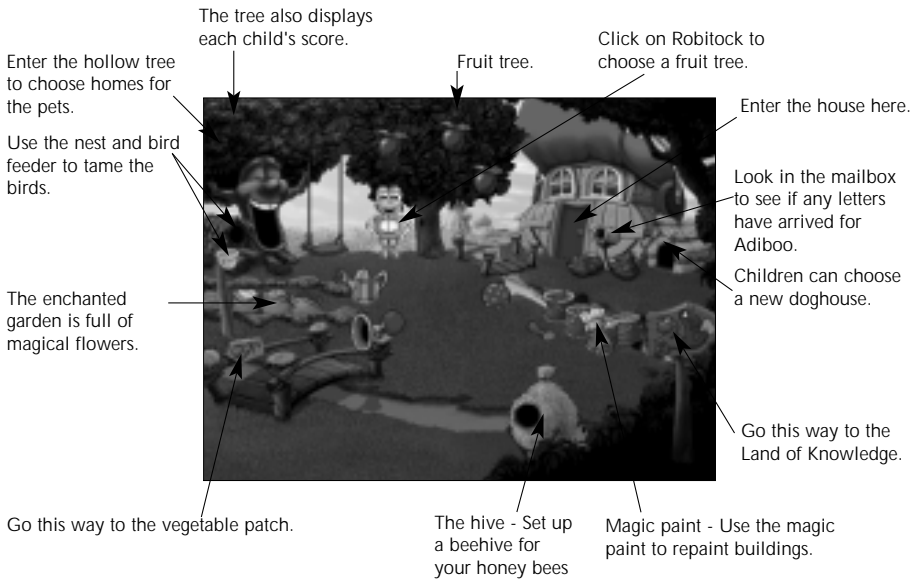 The tree also displays
each child's score.
Enter the hollow tree
to choose homes for
the pets.
Fruit tree.
Click on Robitock to
choose a fruit tree.
Enter the house here.
Use the nest and bird
feeder to tame the
birds.
Look in the mailbox
to see if any letters
have arrived for
Adiboo.
Children can choose
a new doghouse.
The enchanted
garden is full of
magical flowers.
Go this way to the
Land of Knowledge.
Go this way to the vegetable patch.
The hive - Set up
a beehive for
your honey bees
Magic paint - Use the magic
paint to repaint buildings.